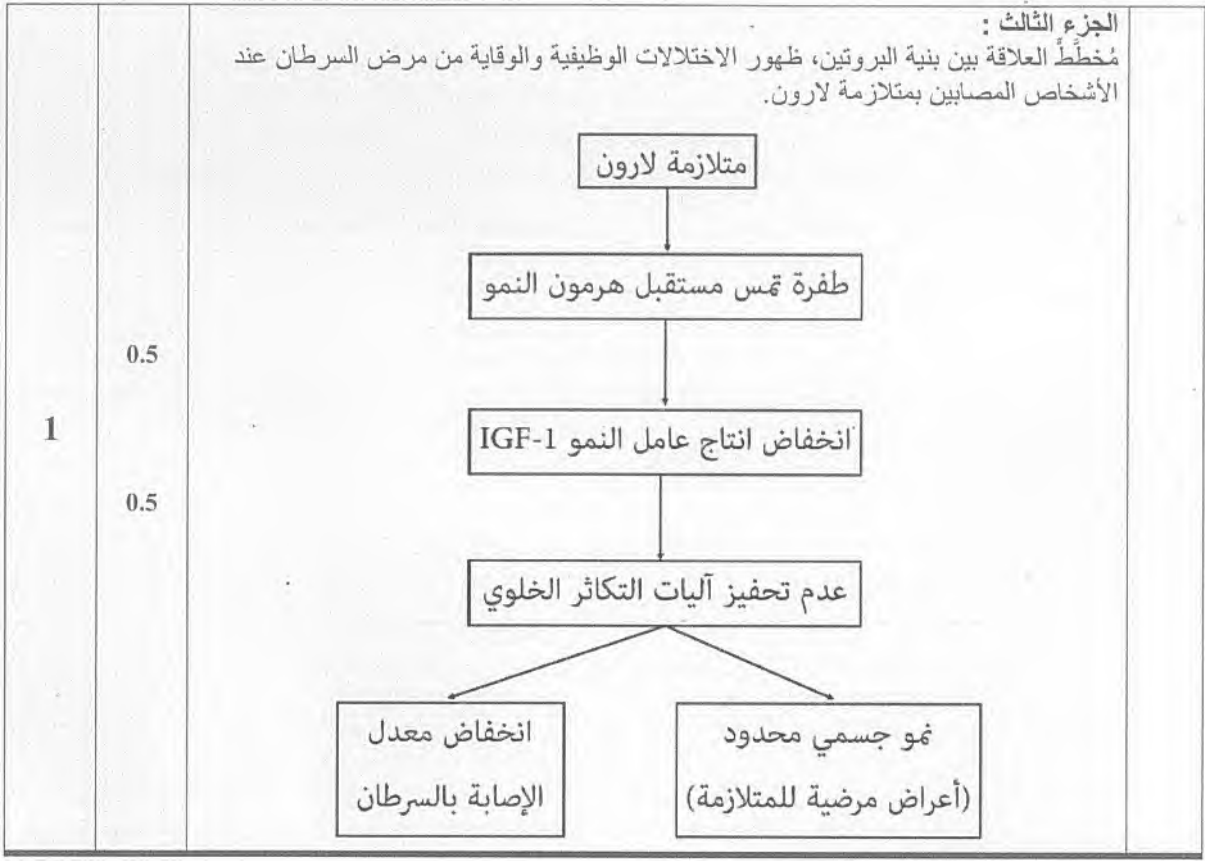 الجزء الثالث :
مُخطَّطُ العلاقة بين بنية البروتين، ظهور الاختلالات الوظيفية والوقاية من مرض السرطان عند
الأشخاص المصابين بمتلازمة لارون.
متلازمة لارون
طفرة تمس مستقبل هرمون النمو
0.5
1
انخفاض انتاج عامل النمو IGF-1
0.5
عدم تحفيز آليات التكاثر الخلوي
نمو جسمي محدود
(أعراض مرضية للمتلازمة)
انخفاض معدل
الإصابة بالسرطان